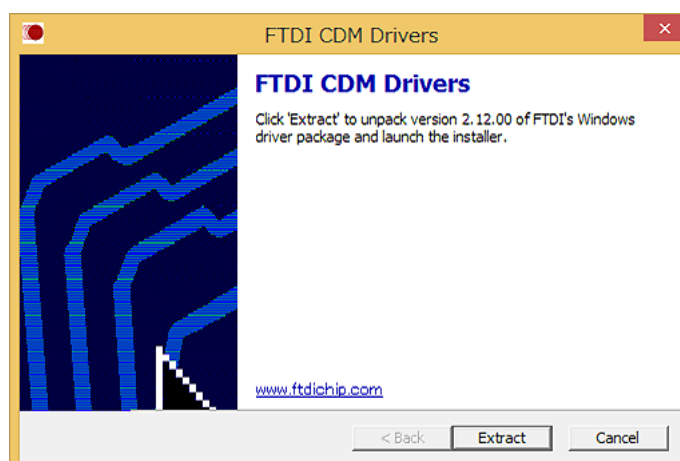 FTDI CDM Drivers
FTDI CDM Drivers
Click 'Extract' to unpack version 2.12.00 of FTDI's Windows
driver package and launch the installer.
www.ftdichip.com
< Back Extract Cancel